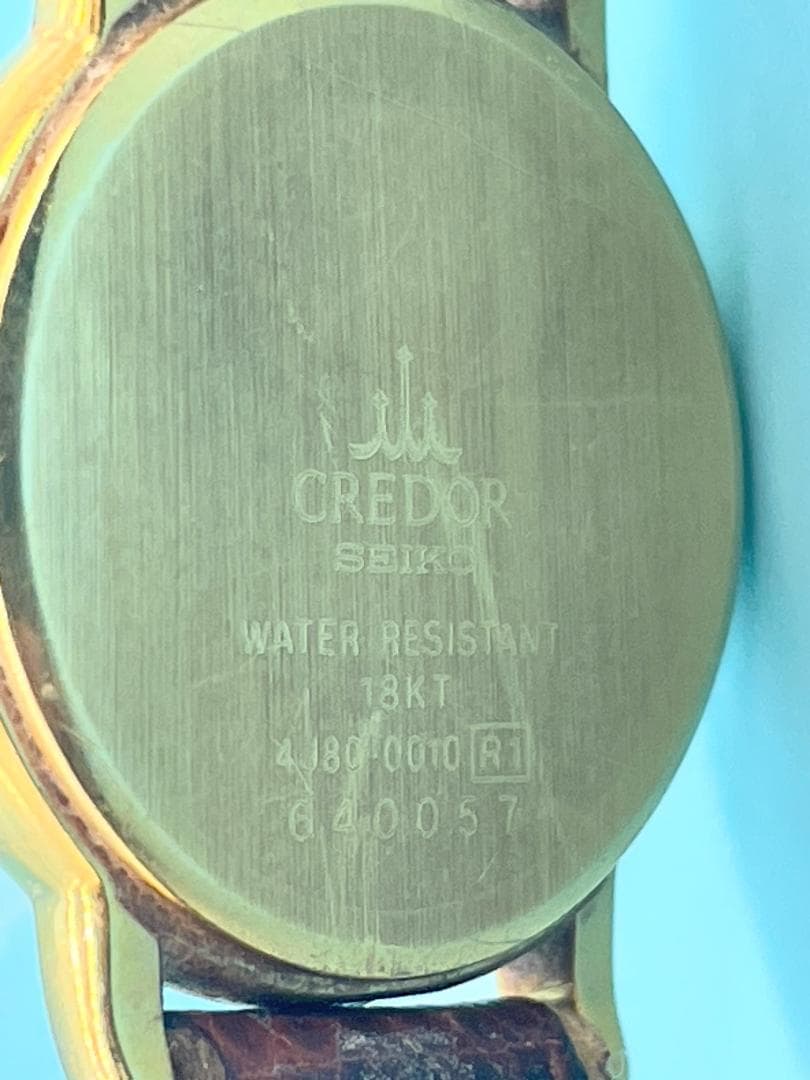 CREDOR
SEIKO
WATER RESISTANT
18KT
4J80-0010 R1
640057